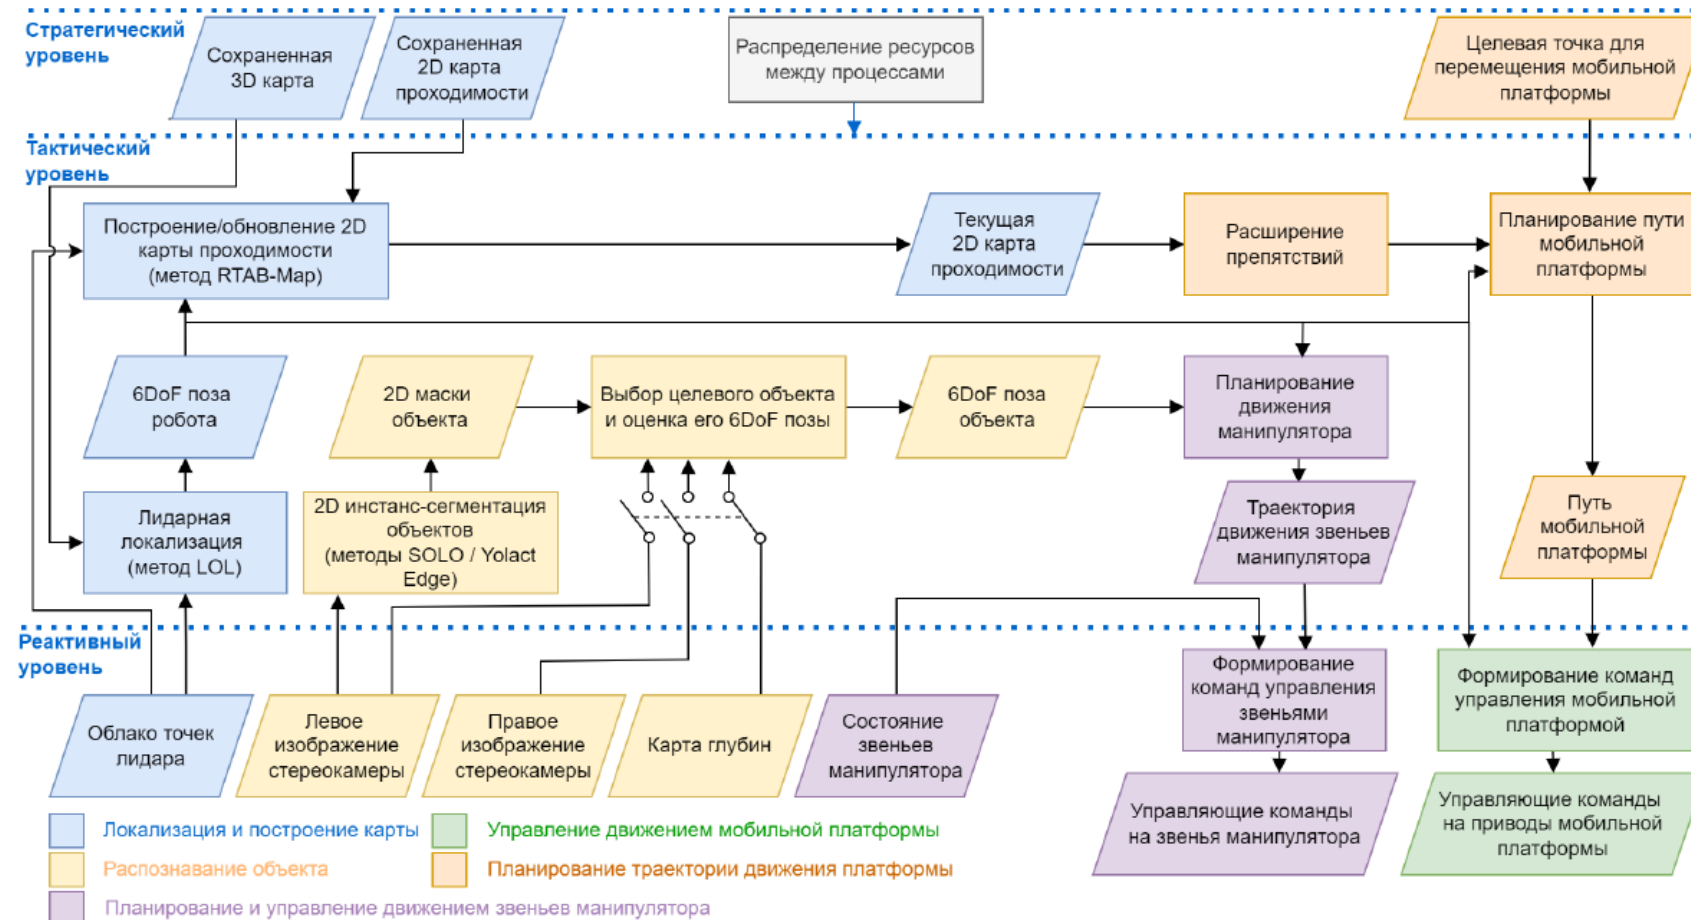 Стратегический
уровень
Сохраненная
3D карта
Сохраненная
2D карта
проходимости
Распределение ресурсов
между процессами
Целевая точка для
перемещения мобильной
платформы
Тактический
уровень
Построение/обновление 2D
карты проходимости
(метод RTAB-Map)
Текущая
2D карта
проходимости
Расширение
препятствий
Планирование пути
мобильной
платформы
6DoF поза
робота
2D маски
объекта
Выбор целевого объекта
и оценка его 6DoF позы
6DoF поза
объекта
Планирование
движения
манипулятора
Лидарная
локализация
(метод LOL)
2D инстанс-сегментация
объектов
(методы SOLO / Yolact
Edge)
Траектория
движения звеньев
манипулятора
Путь
мобильной
платформы
Реактивный
уровень
Облако точек
лидара
Левое
изображение
стереокамеры
Правое
изображение
стереокамеры
Карта глубин
Состояние
звеньев
манипулятора
Формирование
команд управления
звеньями
манипулятора
Формирование команд
управления мобильной
платформой
Управляющие команды
на звенья манипулятора
Управляющие команды
на приводы мобильной
платформы
Локализация и построение карты
Управление движением мобильной платформы
Распознавание объекта
Планирование траектории движения платформы
Планирование и управление движением звеньев манипулятора